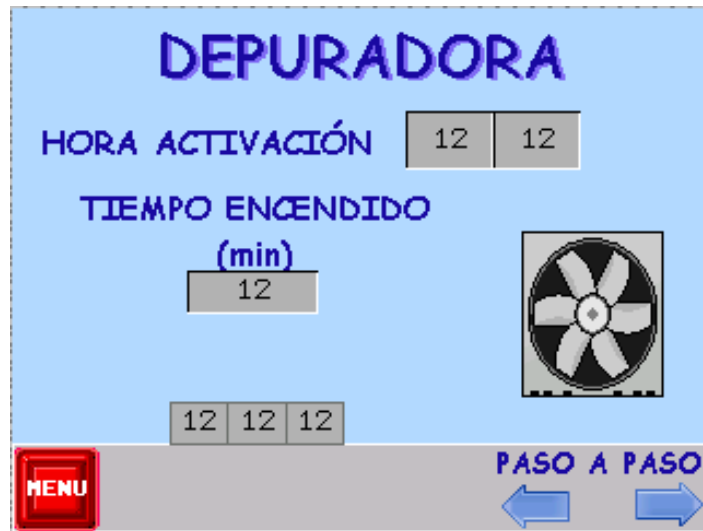 DEPURADORA
HORA ACTIVACIÓN 12 12
TIEMPO ENCENDIDO
(min)
12
12 12 12
MENU
PASO A PASO